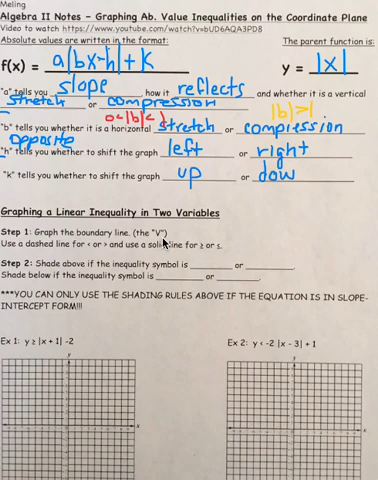 Meling
Algebra II Notes - Graphing Ab. Value Inequalities on the Coordinate Plane
Video to watch https://www.youtube.com/watch?v=bUD6AQA3PD8
Absolute values are written in the format: The parent function is:
f(x) = a|bx-h|+k y = |x|
"a" tells you slope, how it reflects and whether it is a vertical
stretch or compression
0<|b|<1 |b|>1
"b" tells you whether it is a horizontal stretch or compression
opposite
"h" tells you whether to shift the graph left or right
"k" tells you whether to shift the graph up or dow
Graphing a Linear Inequality in Two Variables
Step 1: Graph the boundary line. (the "V")
Use a dashed line for < or > and use a solid line for ≥ or ≤.
Step 2: Shade above if the inequality symbol is ________ or ________.
Shade below if the inequality symbol is ________ or ________.
***YOU CAN ONLY USE THE SHADING RULES ABOVE IF THE EQUATION IS IN SLOPE-
INTERCEPT FORM!!!
Ex 1: y ≥ |x + 1| -2 Ex 2: y < -2 |x - 3| + 1
y y
x x